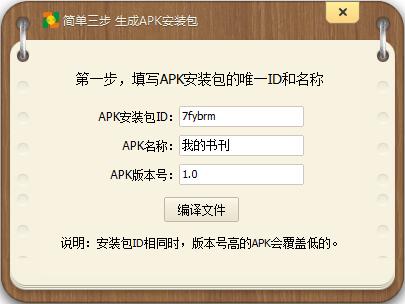 简单三步 生成APK安装包
第一步，填写APK安装包的唯一ID和名称
APK安装包ID： 7fybrm
APK名称： 我的书刊
APK版本号： 1.0
编译文件
说明：安装包ID相同时，版本号高的APK会覆盖低的。